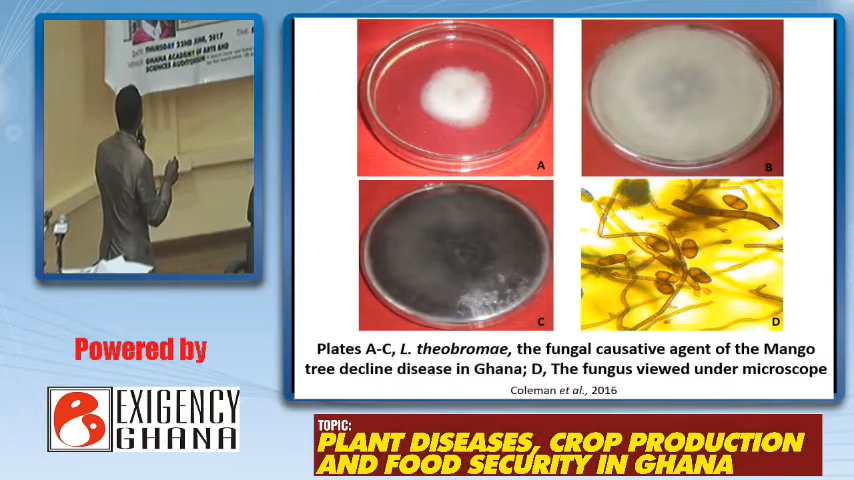 DATE: THURSDAY 22ND JUNE, 2017
VENUE: GHANA ACADEMY OF ARTS AND
SCIENCES AUDITORIUM
A
B
C
D
Plates A-C, L. theobromae, the fungal causative agent of the Mango
tree decline disease in Ghana; D, The fungus viewed under microscope
Coleman et al., 2016
Powered by
EXIGENCY
GHANA
TOPIC:
PLANT DISEASES, CROP PRODUCTION
AND FOOD SECURITY IN GHANA